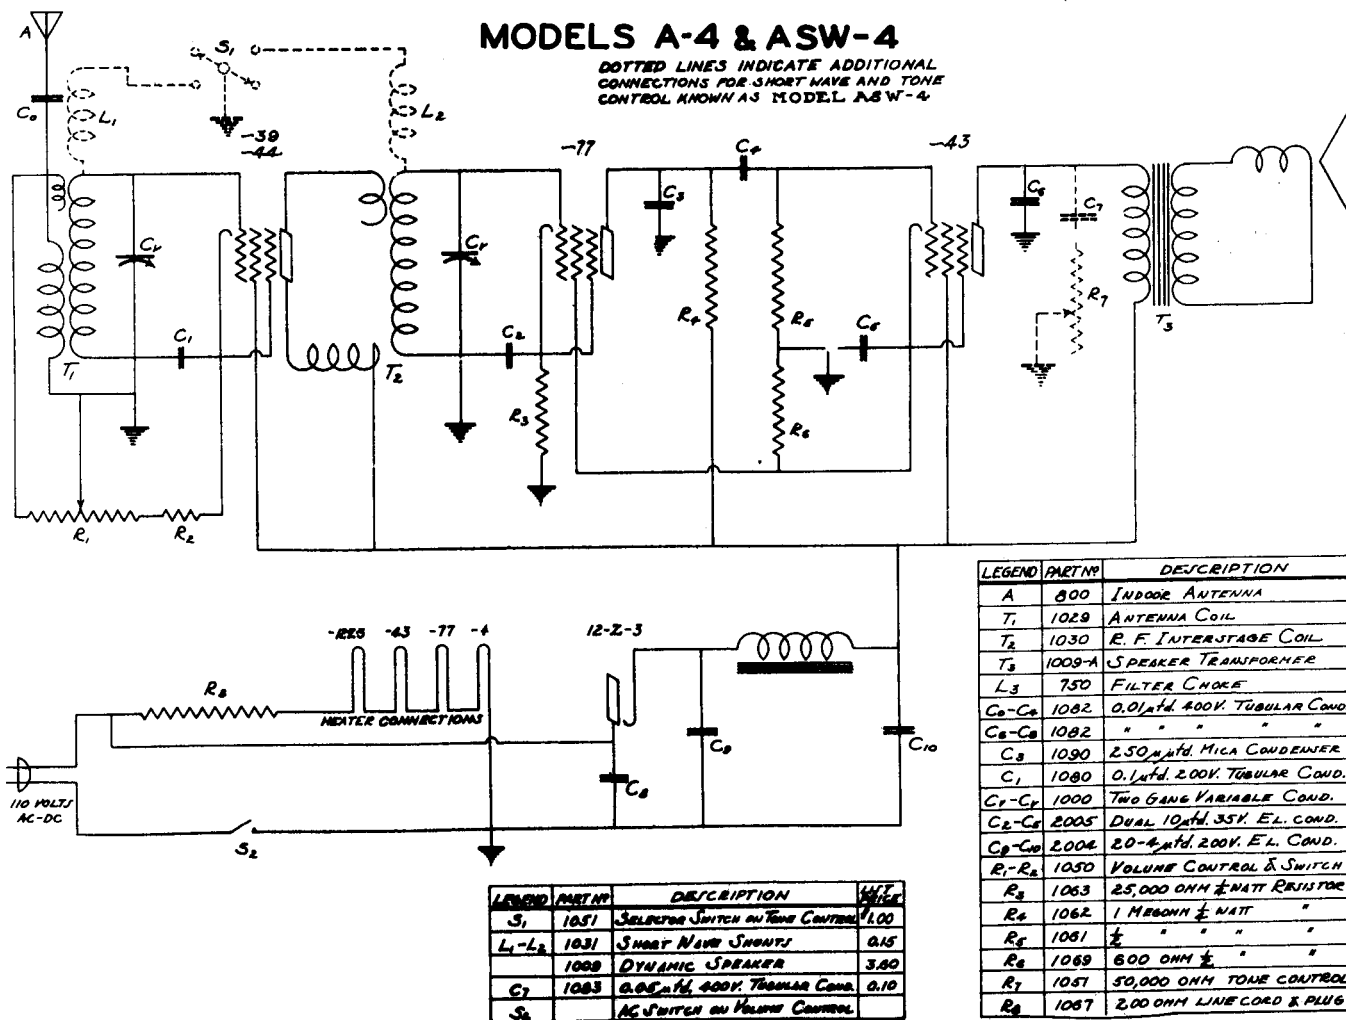 MODELS A-4 & ASW-4
DOTTED LINES INDICATE ADDITIONAL
CONNECTIONS FOR SHORT WAVE AND TONE
CONTROL KNOWN AS MODEL ASW-4
A
S1
C0
L1
L2
-39
-44
-77
C4
-43
C3
C6
C7
Cv
Cv
R4
R5
C5
R7
T3
C1
C2
T1
T2
R3
R6
R1
R2
-43 -77 -4
12-Z-3
R8
HEATER CONNECTIONS
C9
C10
C8
110 VOLTS
AC-DC
S2
LEGEND PART Nº DESCRIPTION
A 800 INDOOR ANTENNA
T1 1029 ANTENNA COIL
T2 1030 R. F. INTERSTAGE COIL
T3 1009-A SPEAKER TRANSFORMER
L3 750 FILTER CHOKE
C0-C4 1082 0.01 µfd. 400V. TUBULAR COND.
C6-C8 1082 " " " " "
C3 1090 250 µµfd. MICA CONDENSER
C1 1080 0.1 µfd. 200V. TUBULAR COND.
Cv-Cv 1000 TWO GANG VARIABLE COND.
C2-C5 2005 DUAL 10 µfd. 35V. EL. COND.
C9-C10 2004 20-4 µfd. 200V. EL. COND.
R1-R2 1050 VOLUME CONTROL & SWITCH
R3 1063 25,000 OHM ½ WATT RESISTOR
R4 1062 1 MEGOHM ½ WATT "
R5 1061 ½ " " " "
R6 1069 600 OHM ½ " "
R7 1051 50,000 OHM TONE CONTROL
R8 1067 200 OHM LINE CORD & PLUG
LEGEND PART Nº DESCRIPTION LIST PRICE
S1 1051 SELECTOR SWITCH ON TONE CONTROL $1.00
L1-L2 1031 SHORT WAVE SHUNTS 0.15
1009 DYNAMIC SPEAKER 3.60
C7 1083 0.05 µfd, 400V. TUBULAR COND. 0.10
S2 AC SWITCH ON VOLUME CONTROL